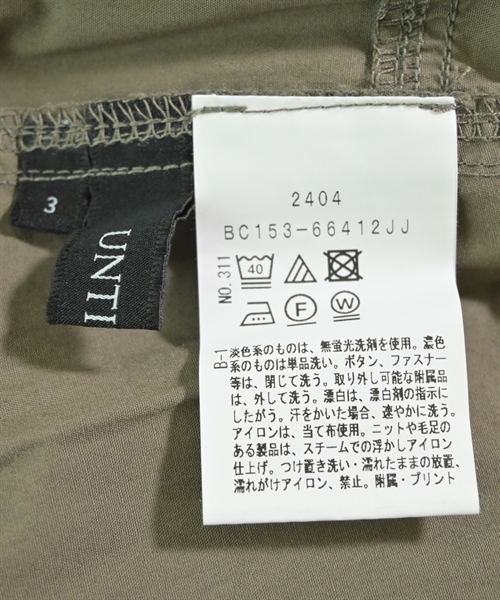 3
UNTI
2404
BC153-66412JJ
NO.311
40
F
W
B-1
淡色系のものは、無蛍光洗剤を使用。濃色
系のものは単品洗い。ボタン、ファスナー
等は、閉じて洗う。取り外し可能な附属品
は、外して洗う。漂白は、漂白剤の指示に
したがう。汗をかいた場合、速やかに洗う。
アイロンは、当て布使用。ニットや毛足の
ある製品は、スチームでの浮かしアイロン
仕上げ。つけ置き洗い・濡れたままの放置、
濡れがけアイロン、禁止。附属・プリント